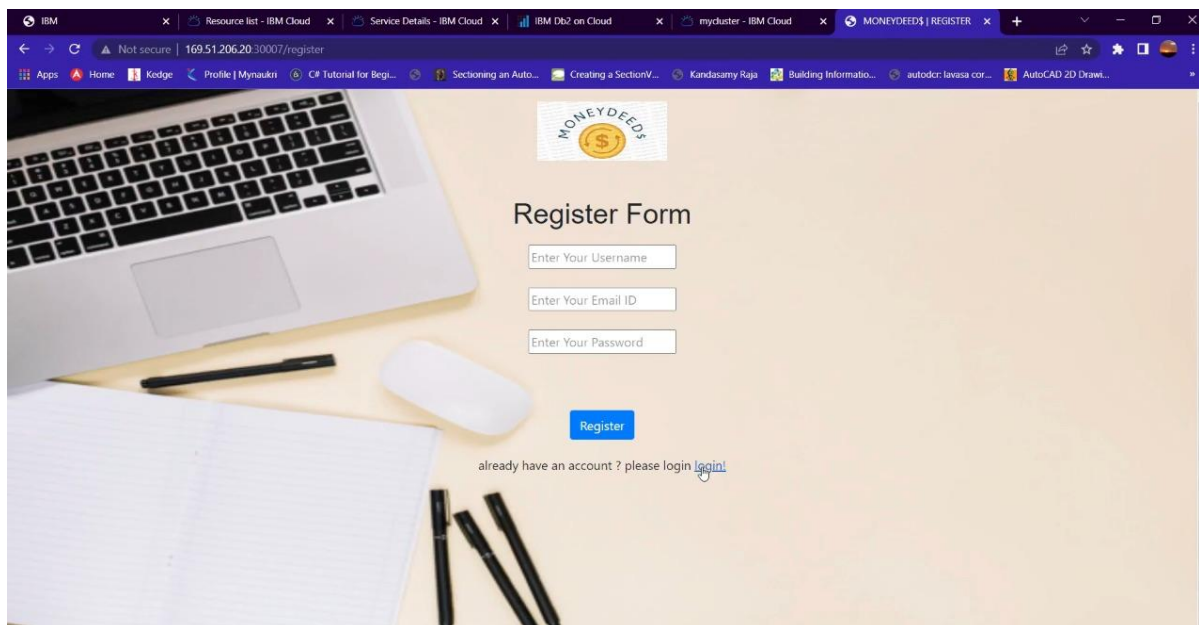 IBM
Resource list - IBM Cloud
Service Details - IBM Cloud
IBM Db2 on Cloud
mycluster - IBM Cloud
MONEYDEED$ | REGISTER
Not secure | 169.51.206.20:30007/register
Apps
Home
Kedge
Profile | Mynaukri
C# Tutorial for Begi...
Sectioning an Auto...
Creating a SectionV...
Kandasamy Raja
Building Informatio...
autodcr: lavasa cor...
AutoCAD 2D Drawi...
»
MONEYDEED$
$
Register Form
Enter Your Username
Enter Your Email ID
Enter Your Password
Register
already have an account ? please login login!